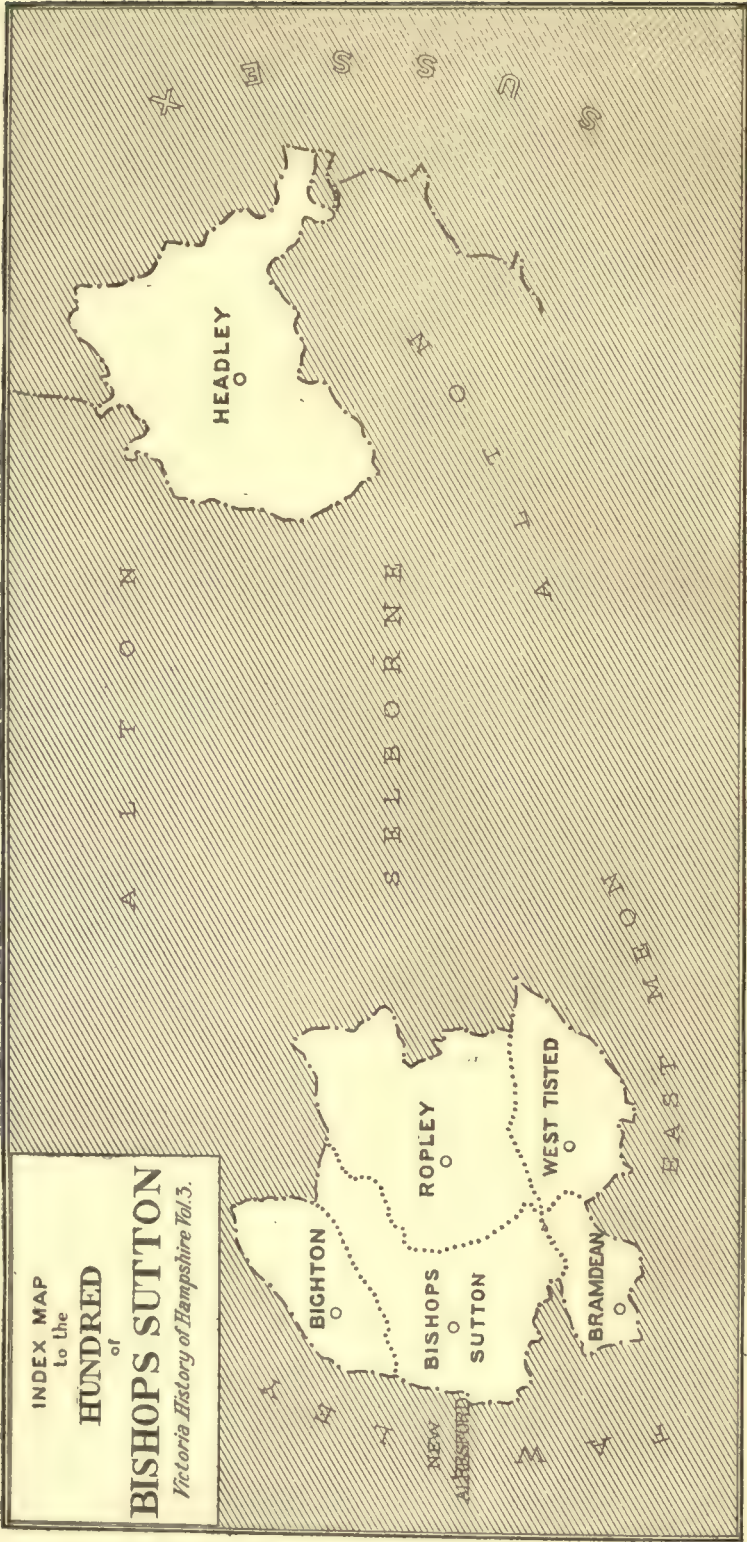 INDEX MAP
to the
HUNDRED
of
BISHOPS SUTTON
Victoria History of Hampshire Vol.3.
SUSSEX
HEADLEY
ALTON
SELBORNE
ALTON
BIGHTON
ROPLEY
BISHOPS
SUTTON
WEST TISTED
BRAMDEAN
EAST MEON
NEW
ALRESFORD
FAWLEY